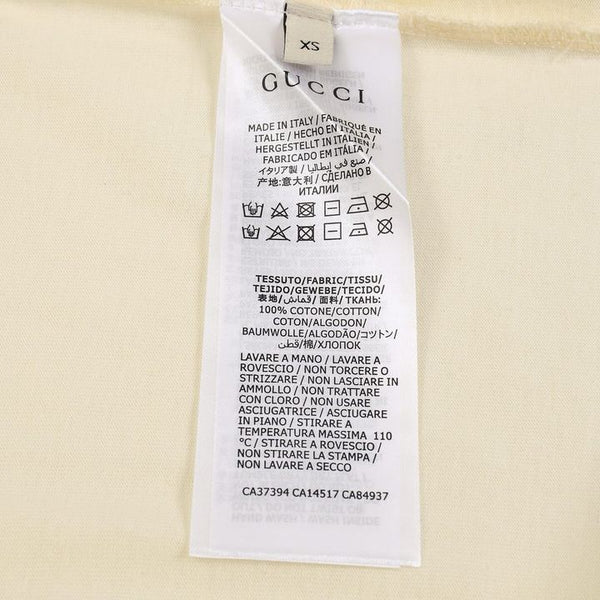 XS
GUCCI
MADE IN ITALY / FABRIQUÉ EN
ITALIE / HECHO EN ITALIA /
HERGESTELLT IN ITALIEN /
FABRICADO EM ITÁLIA /
イタリア製 / صنع في إيطاليا /
产地:意大利 / СДЕЛАНО В
ИТАЛИИ
TESSUTO/FABRIC/TISSU/
TEJIDO/GEWEBE/TECIDO/
表地/قماش/面料/ТКАНЬ:
100% COTONE/COTTON/
COTON/ALGODON/
BAUMWOLLE/ALGODÃO/コットン/
قطن/棉/ХЛОПОК
LAVARE A MANO / LAVARE A
ROVESCIO / NON TORCERE O
STRIZZARE / NON LASCIARE IN
AMMOLLO / NON TRATTARE
CON CLORO / NON USARE
ASCIUGATRICE / ASCIUGARE
IN PIANO / STIRARE A
TEMPERATURA MASSIMA 110
°C / STIRARE A ROVESCIO /
NON STIRARE LA STAMPA /
NON LAVARE A SECCO
CA37394 CA14517 CA84937